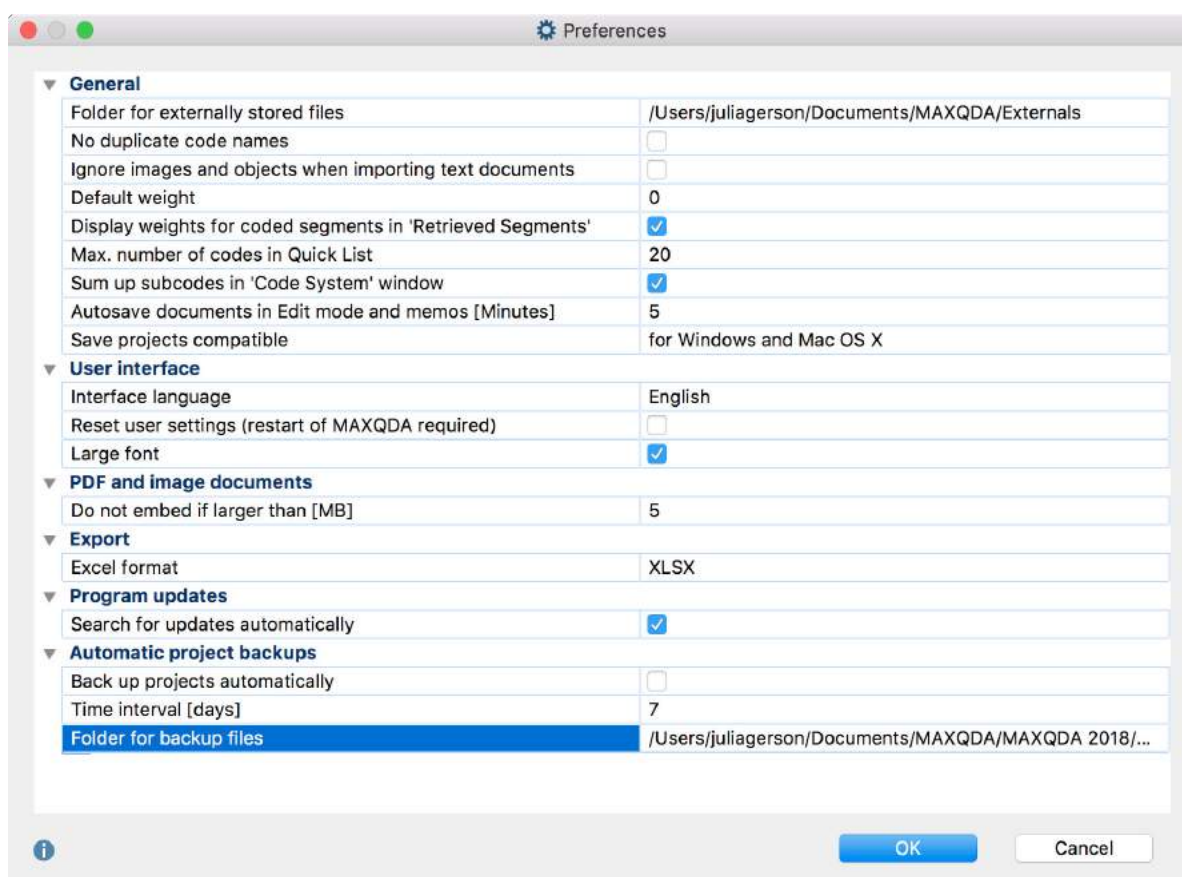 Preferences
General
Folder for externally stored files /Users/juliagerson/Documents/MAXQDA/Externals
No duplicate code names
Ignore images and objects when importing text documents
Default weight 0
Display weights for coded segments in 'Retrieved Segments'
Max. number of codes in Quick List 20
Sum up subcodes in 'Code System' window
Autosave documents in Edit mode and memos [Minutes] 5
Save projects compatible for Windows and Mac OS X
User interface
Interface language English
Reset user settings (restart of MAXQDA required)
Large font
PDF and image documents
Do not embed if larger than [MB] 5
Export
Excel format XLSX
Program updates
Search for updates automatically
Automatic project backups
Back up projects automatically
Time interval [days] 7
Folder for backup files /Users/juliagerson/Documents/MAXQDA/MAXQDA 2018/...
OK Cancel